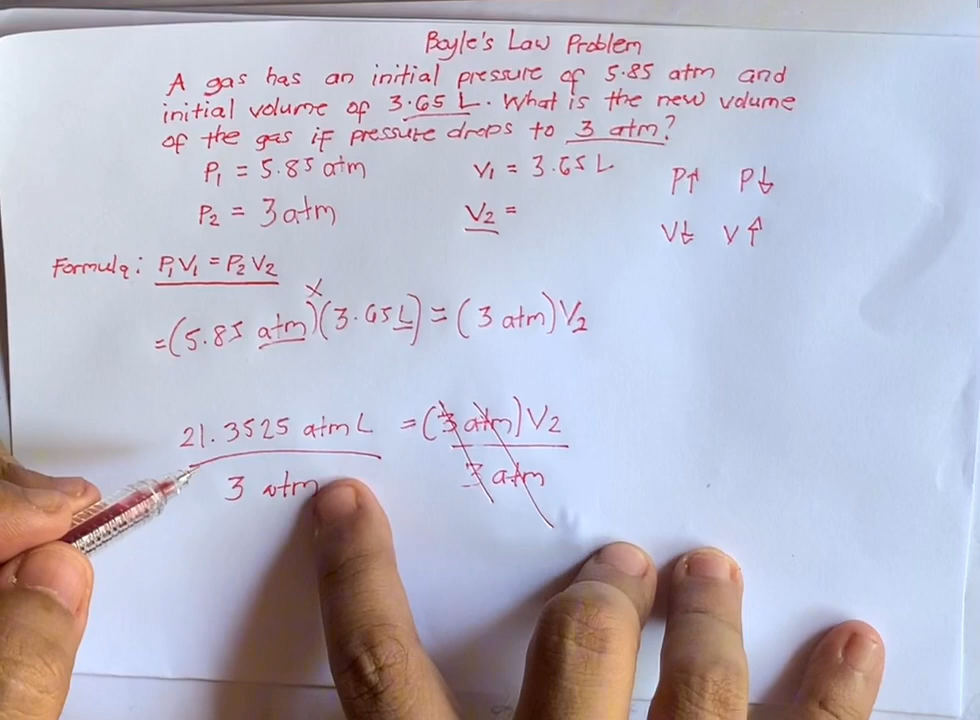 Boyle's Law Problem
A gas has an initial pressure of 5.85 atm and
initial volume of 3.65 L. What is the new volume
of the gas if pressure drops to 3 atm?
P₁ = 5.85 atm V₁ = 3.65 L P↑ P↓
P₂ = 3 atm V₂ = V↓ V↑
Formula: P₁V₁ = P₂V₂
x
=(5.85 atm)(3.65 L) = (3 atm)V₂
21.3525 atm L = (3 atm)V₂
3 atm 3 atm